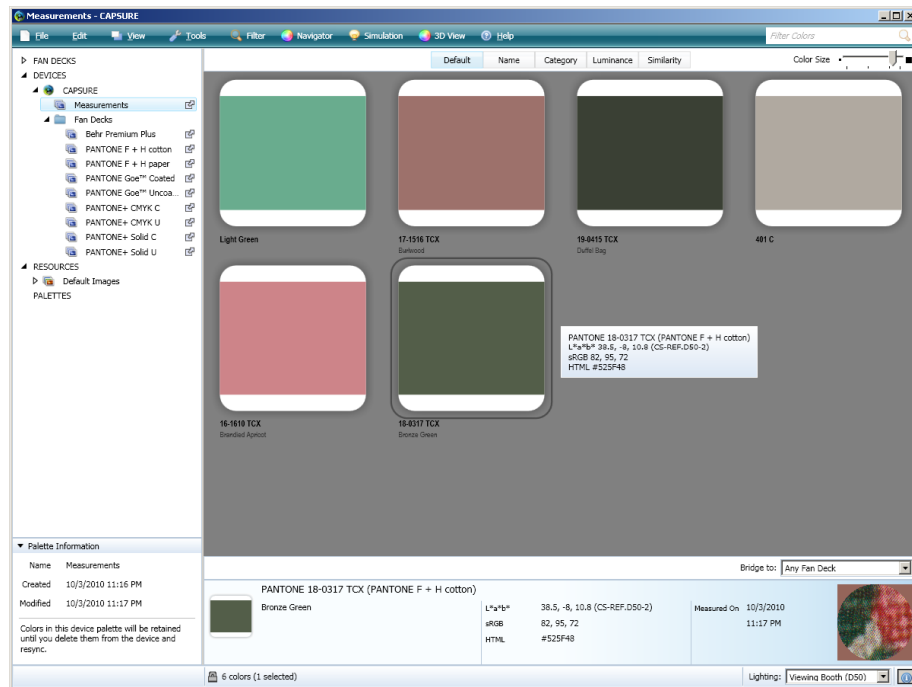 Measurements - CAPSURE
File Edit View Tools Filter Navigator Simulation 3D View Help Filter Colors
FAN DECKS
DEVICES
CAPSURE
Measurements
Fan Decks
Behr Premium Plus
PANTONE F + H cotton
PANTONE F + H paper
PANTONE Goe™ Coated
PANTONE Goe™ Uncoa...
PANTONE+ CMYK C
PANTONE+ CMYK U
PANTONE+ Solid C
PANTONE+ Solid U
RESOURCES
Default Images
PALETTES
Default Name Category Luminance Similarity Color Size
Light Green
17-1516 TCX
Burlwood
19-0415 TCX
Duffel Bag
401 C
16-1610 TCX
Brandied Apricot
18-0317 TCX
Bronze Green
PANTONE 18-0317 TCX (PANTONE F + H cotton)
L*a*b* 38.5, -8, 10.8 (CS-REF.D50-2)
sRGB 82, 95, 72
HTML #525F48
Palette Information
Name Measurements
Created 10/3/2010 11:16 PM
Modified 10/3/2010 11:17 PM
Colors in this device palette will be retained
until you delete them from the device and
resync.
Bridge to: Any Fan Deck
PANTONE 18-0317 TCX (PANTONE F + H cotton)
Bronze Green
L*a*b* 38.5, -8, 10.8 (CS-REF.D50-2)
sRGB 82, 95, 72
HTML #525F48
Measured On 10/3/2010
11:17 PM
6 colors (1 selected)
Lighting: Viewing Booth (D50)